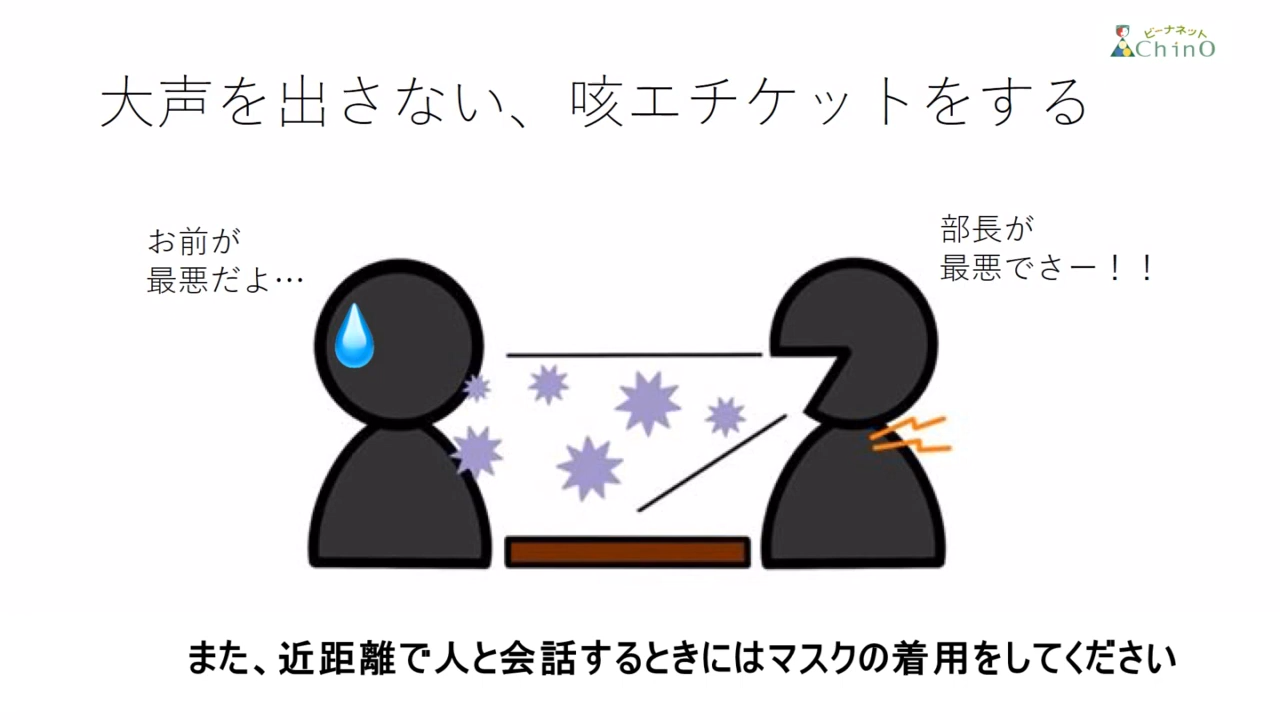 ビーナネット
ChinO
大声を出さない、咳エチケットをする
お前が
最悪だよ…
部長が
最悪でさー！！
また、近距離で人と会話するときにはマスクの着用をしてください